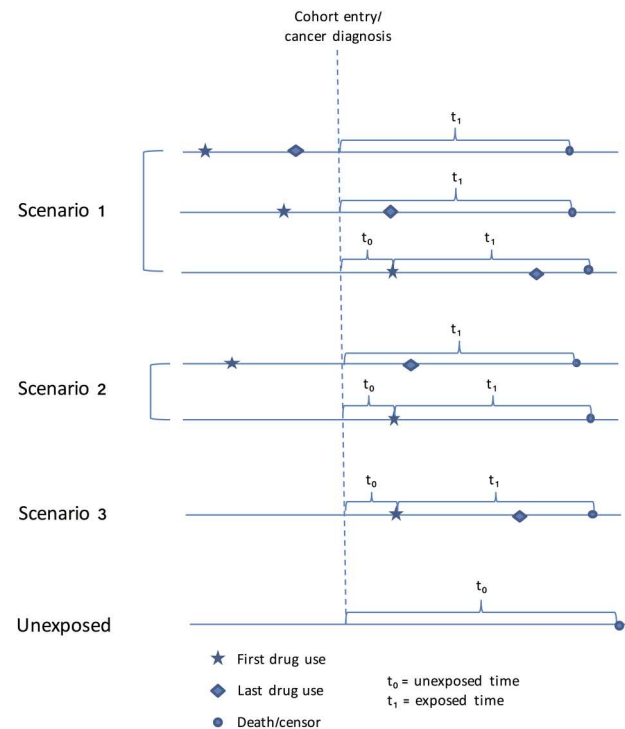 Cohort entry/
cancer diagnosis
t₁
t₁
Scenario 1
t₀ t₁
t₁
Scenario 2
t₀ t₁
t₀ t₁
Scenario 3
t₀
Unexposed
First drug use
Last drug use
Death/censor
t₀ = unexposed time
t₁ = exposed time